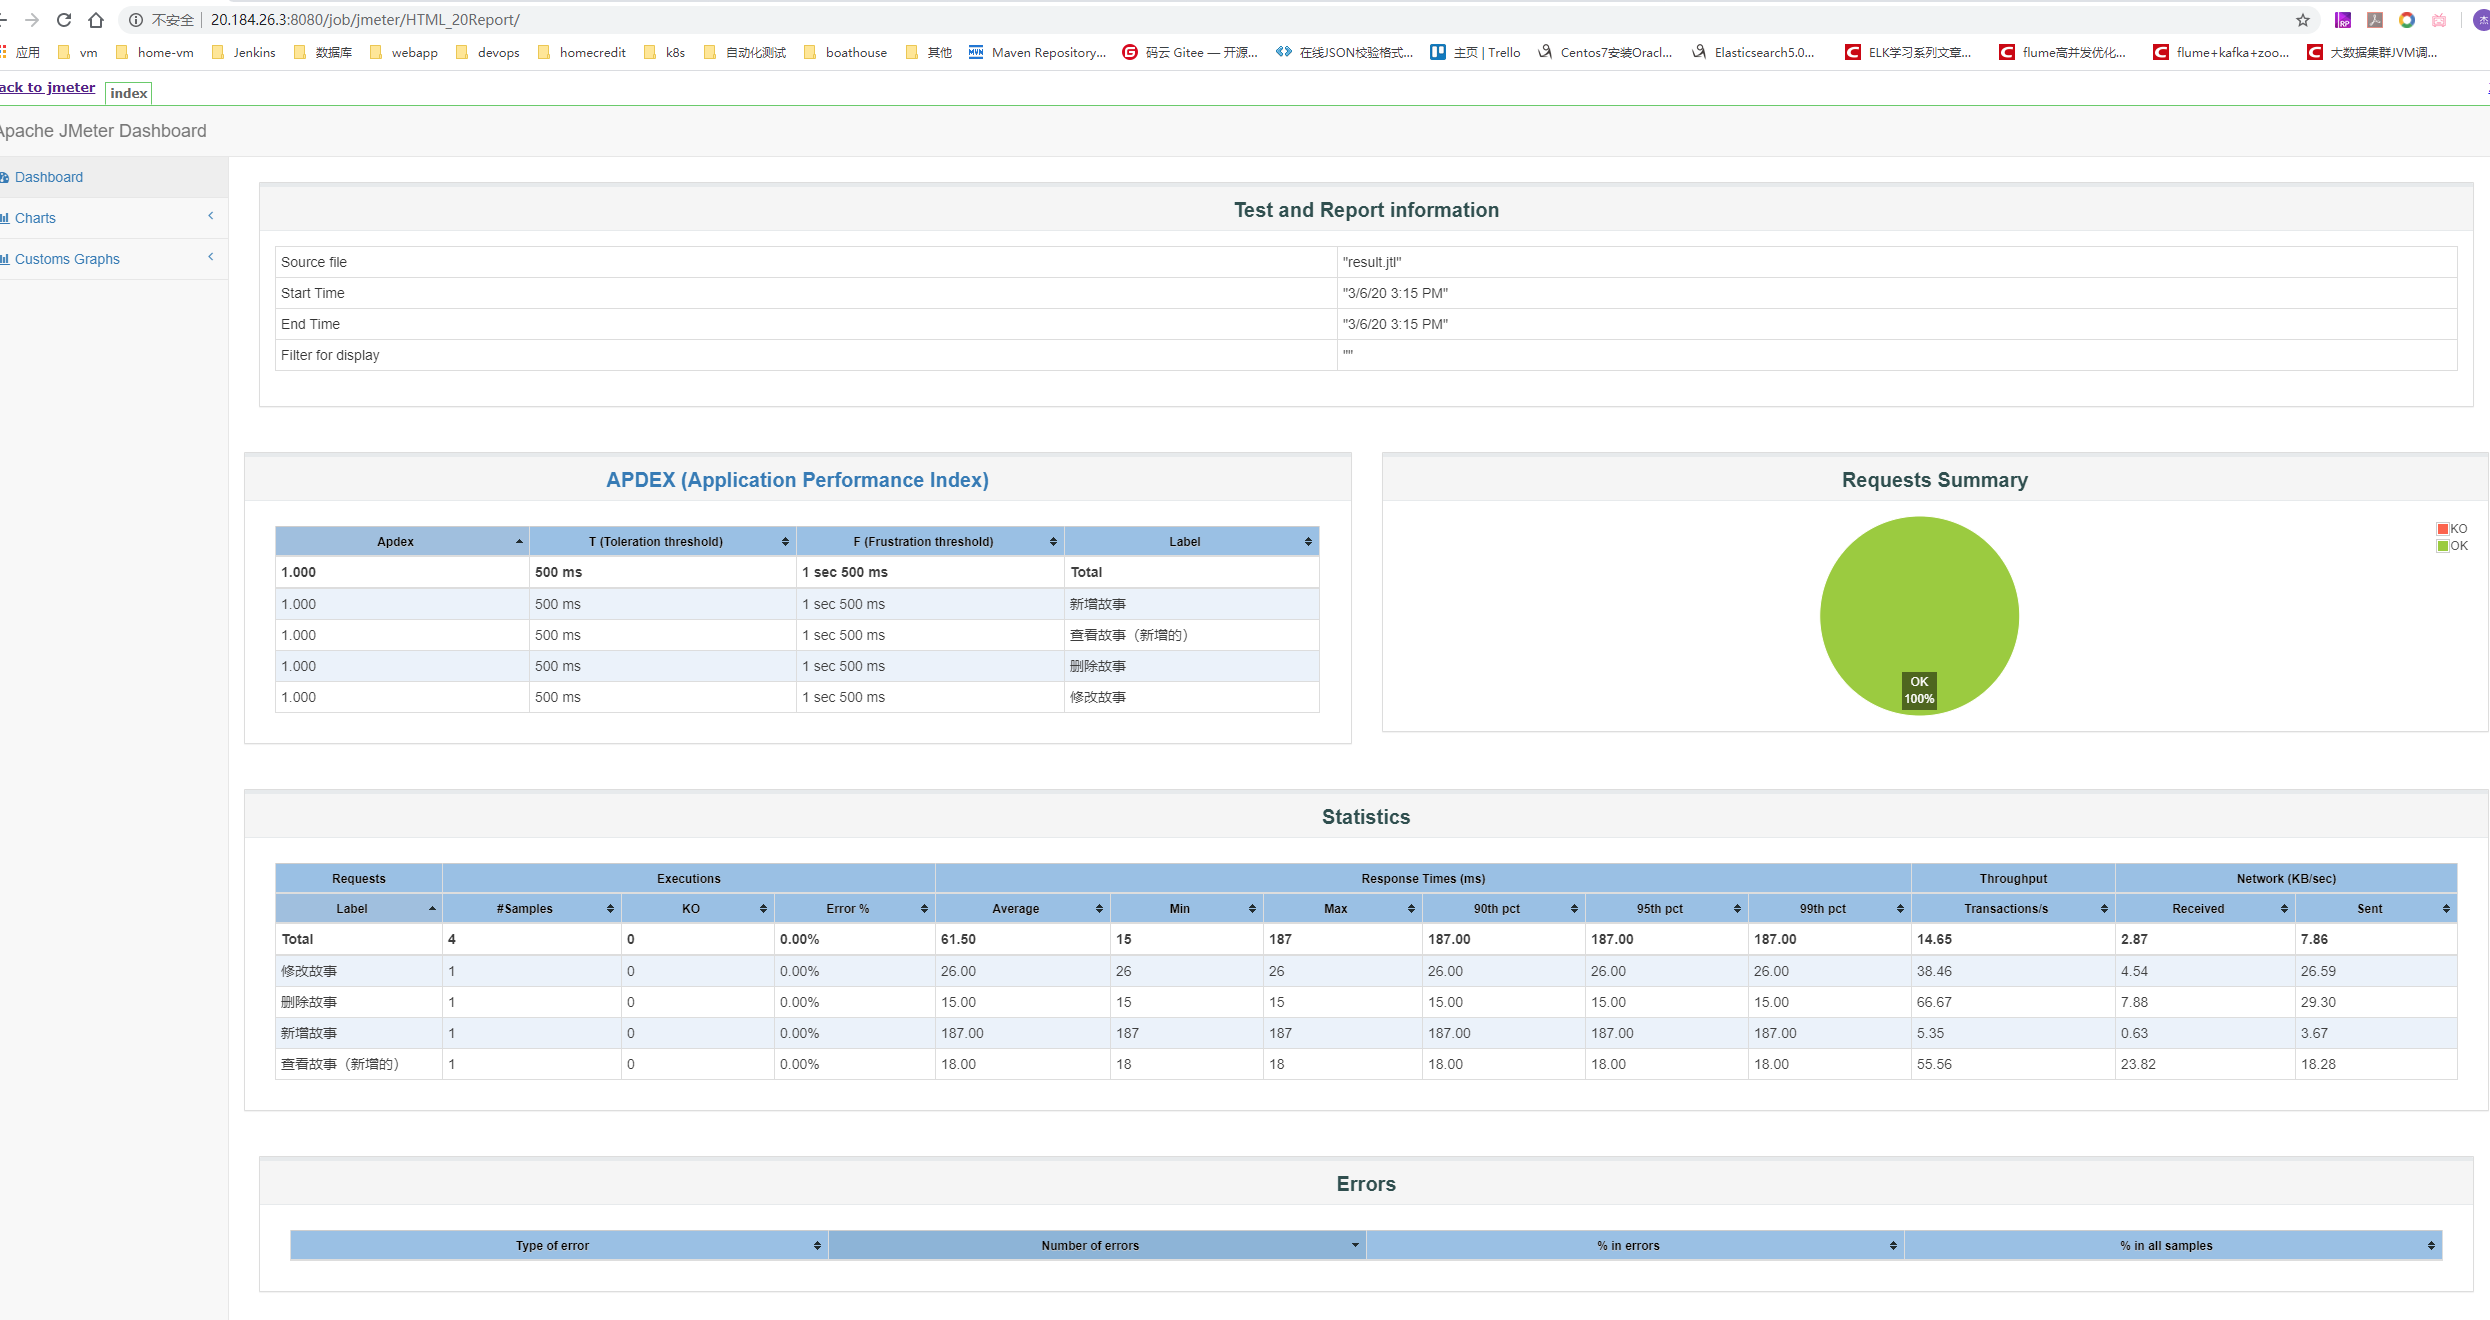 不安全 20.184.26.3:8080/job/jmeter/HTML_20Report/
应用 vm home-vm Jenkins 数据库 webapp devops homecredit k8s 自动化测试 boathouse 其他 Maven Repository... 码云 Gitee — 开源... 在线JSON校验格式... 主页 | Trello Centos7安装Oracl... Elasticsearch5.0... ELK学习系列文章... flume高并发优化... flume+kafka+zoo... 大数据集群JVM调...
ack to jmeter index
Apache JMeter Dashboard
Dashboard
Charts
Customs Graphs
Test and Report information
Source file "result.jtl"
Start Time "3/6/20 3:15 PM"
End Time "3/6/20 3:15 PM"
Filter for display ""
APDEX (Application Performance Index)
Apdex T (Toleration threshold) F (Frustration threshold) Label
1.000 500 ms 1 sec 500 ms Total
1.000 500 ms 1 sec 500 ms 新增故事
1.000 500 ms 1 sec 500 ms 查看故事（新增的）
1.000 500 ms 1 sec 500 ms 删除故事
1.000 500 ms 1 sec 500 ms 修改故事
Requests Summary
KO
OK
OK
100%
Statistics
Requests Executions Response Times (ms) Throughput Network (KB/sec)
Label #Samples KO Error % Average Min Max 90th pct 95th pct 99th pct Transactions/s Received Sent
Total 4 0 0.00% 61.50 15 187 187.00 187.00 187.00 14.65 2.87 7.86
修改故事 1 0 0.00% 26.00 26 26 26.00 26.00 26.00 38.46 4.54 26.59
删除故事 1 0 0.00% 15.00 15 15 15.00 15.00 15.00 66.67 7.88 29.30
新增故事 1 0 0.00% 187.00 187 187 187.00 187.00 187.00 5.35 0.63 3.67
查看故事（新增的） 1 0 0.00% 18.00 18 18 18.00 18.00 18.00 55.56 23.82 18.28
Errors
Type of error Number of errors % in errors % in all samples